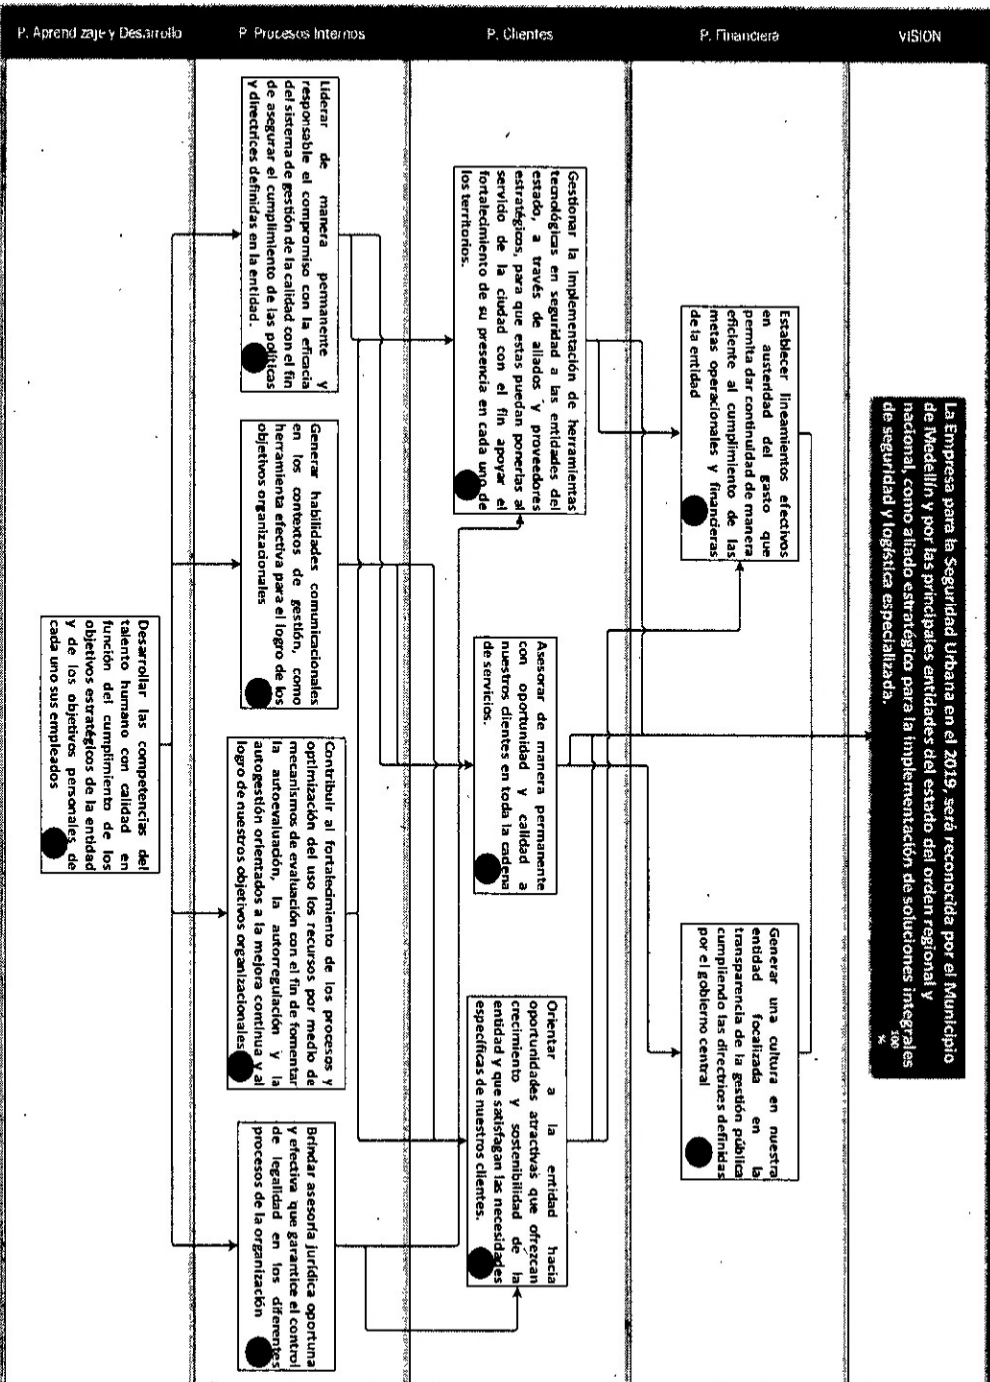 VISION
La Empresa para la Seguridad Urbana en el 2019, será reconocida por el Municipio
de Medellín y por las principales entidades del estado del orden regional y
nacional, como aliado estratégico para la implementación de soluciones integrales
de seguridad y logística especializada.
100
%
P. Financiera
Establecer lineamientos efectivos
en austeridad del gasto que
permita dar continuidad de manera
eficiente al cumplimiento de las
metas operacionales y financieras
de la entidad
Generar una cultura en nuestra
entidad focalizada en la
transparencia de la gestión pública
cumpliendo las directrices definidas
por el gobierno central
P. Clientes
Gestionar la implementación de herramientas
tecnológicas en seguridad a las entidades del
estado, a través de aliados y proveedores
estratégicos, para que estas puedan ponerlas al
servicio de la ciudad con el fin apoyar el
fortalecimiento de su presencia en cada uno de
los territorios.
Asesorar de manera permanente
con oportunidad y calidad a
nuestros clientes en toda la cadena
de servicios.
Orientar a la entidad hacia
oportunidades atractivas que ofrezcan
crecimiento y sostenibilidad de la
entidad y que satisfagan las necesidades
específicas de nuestros clientes.
P. Procesos Internos
Liderar de manera permanente y
responsable el compromiso con la eficacia
del sistema de gestión de la calidad con el fin
de asegurar el cumplimiento de las políticas
y directrices definidas en la entidad.
Generar habilidades comunicacionales
en los contextos de gestión, como
herramienta efectiva para el logro de los
objetivos organizacionales
Contribuir al fortalecimiento de los procesos y
optimización del uso los recursos por medio de
mecanismos de evaluación con el fin de fomentar
la autoevaluación, la autorregulación y la
autogestión orientados a la mejora continua y al
logro de nuestros objetivos organizacionales
Brindar asesoría jurídica oportuna
y efectiva que garantice el control
de legalidad en los diferentes
procesos de la organización
P. Aprendizaje y Desarrollo
Desarrollar las competencias del
talento humano con calidad en
función del cumplimiento de los
objetivos estratégicos de la entidad
y de los objetivos personales de
cada uno sus empleados